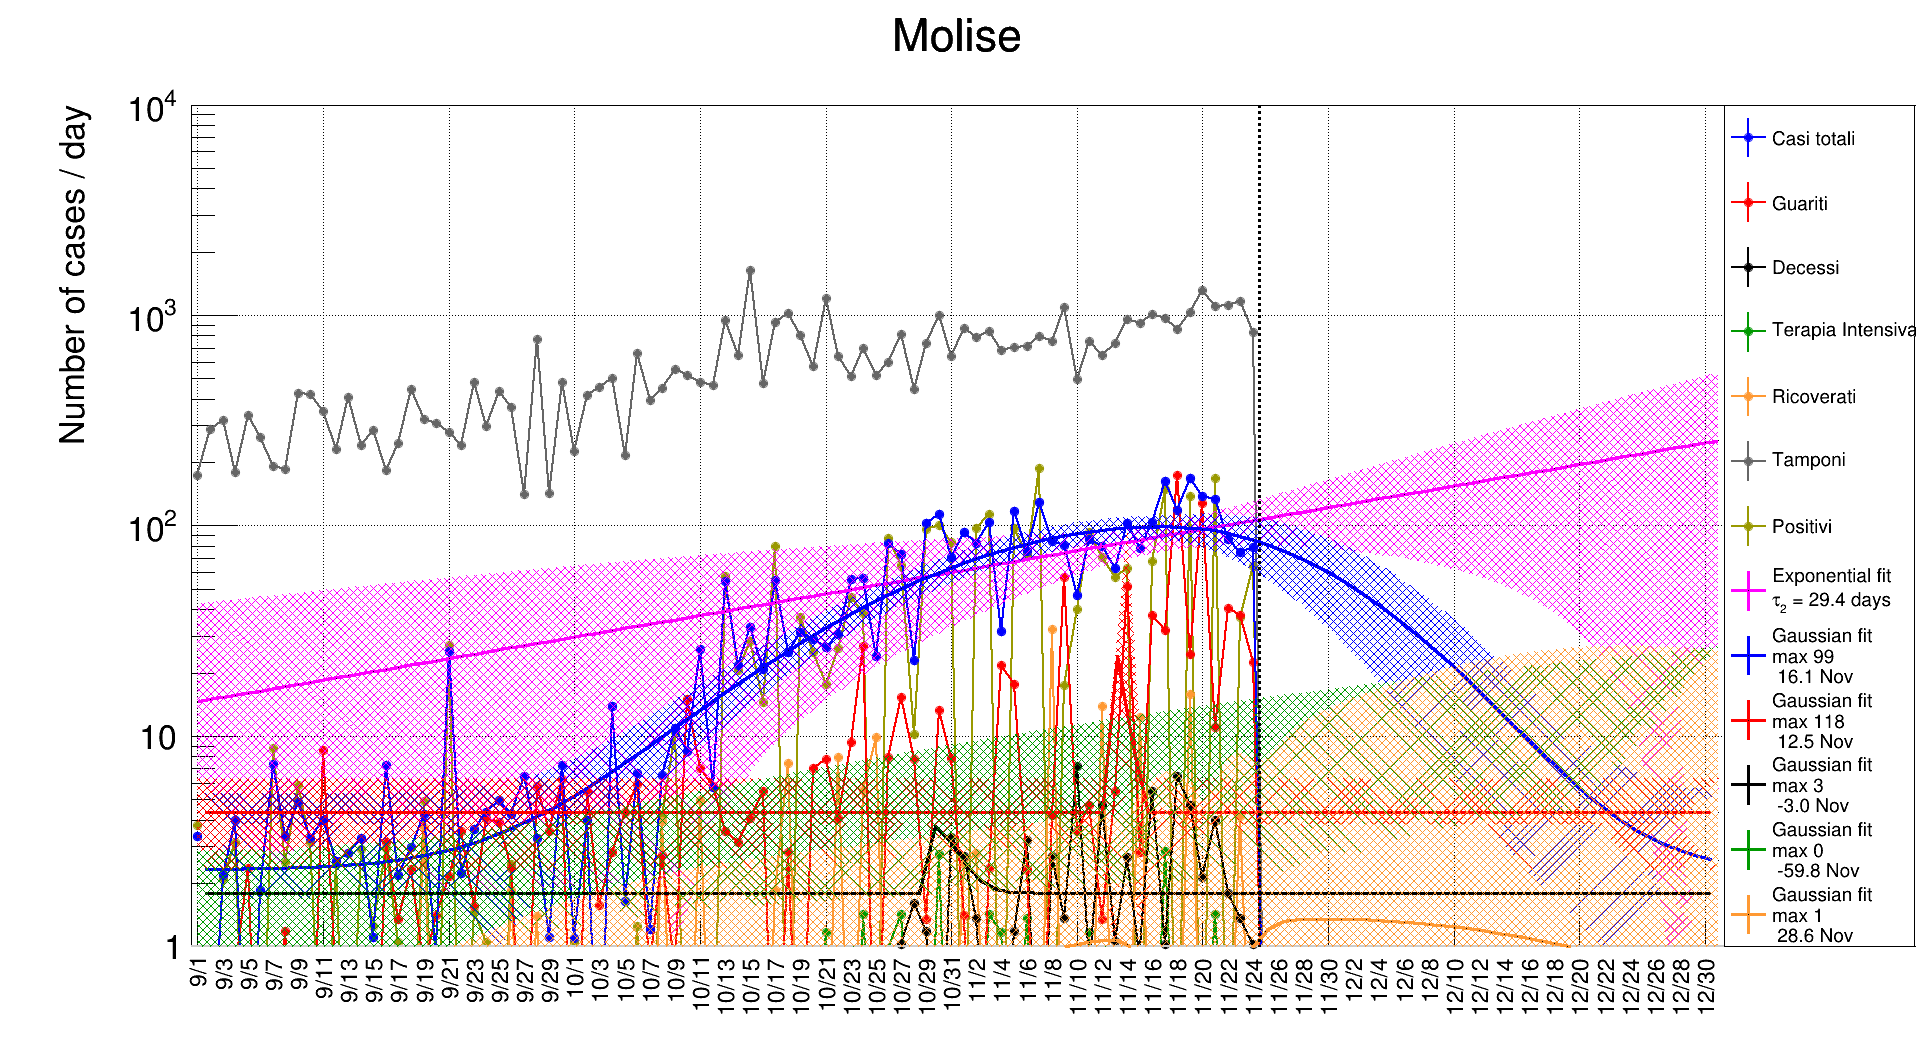 Molise
Number of cases / day
10^4
10^3
10^2
10
1
9/1
9/3
9/5
9/7
9/9
9/11
9/13
9/15
9/17
9/19
9/21
9/23
9/25
9/27
9/29
10/1
10/3
10/5
10/7
10/9
10/11
10/13
10/15
10/17
10/19
10/21
10/23
10/25
10/27
10/29
10/31
11/2
11/4
11/6
11/8
11/10
11/12
11/14
11/16
11/18
11/20
11/22
11/24
11/26
11/28
11/30
12/2
12/4
12/6
12/8
12/10
12/12
12/14
12/16
12/18
12/20
12/22
12/24
12/26
12/28
12/30
Casi totali
Guariti
Decessi
Terapia Intensiva
Ricoverati
Tamponi
Positivi
Exponential fit
τ₂ = 29.4 days
Gaussian fit
max 99
16.1 Nov
Gaussian fit
max 118
12.5 Nov
Gaussian fit
max 3
-3.0 Nov
Gaussian fit
max 0
-59.8 Nov
Gaussian fit
max 1
28.6 Nov